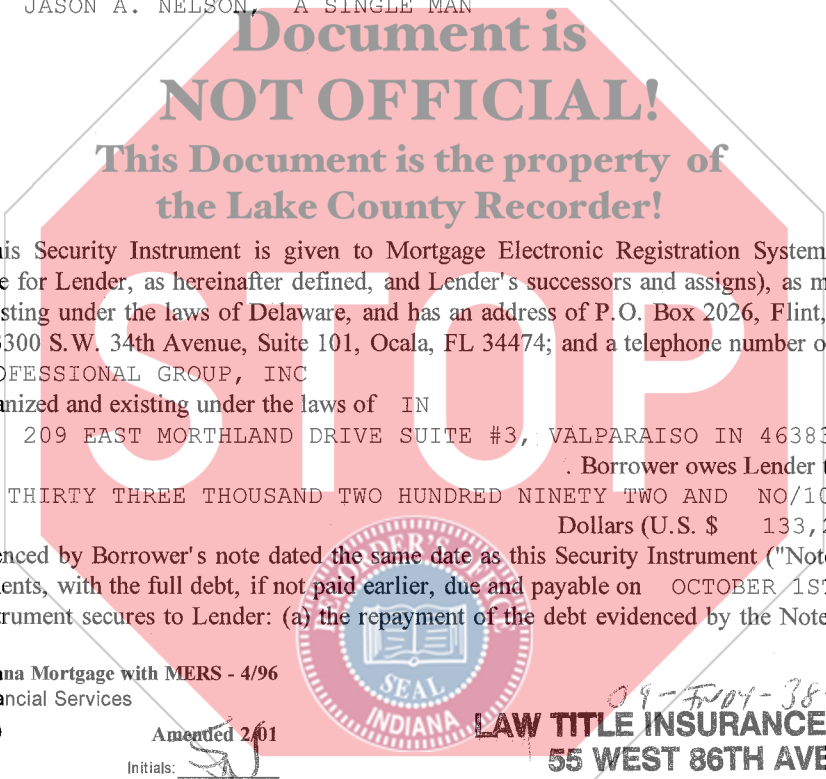 JASON A. NELSON, A SINGLE MAN
Document is
NOT OFFICIAL!
This Document is the property of
the Lake County Recorder!
his Security Instrument is given to Mortgage Electronic Registration System
e for Lender, as hereinafter defined, and Lender's successors and assigns), as m
sting under the laws of Delaware, and has an address of P.O. Box 2026, Flint,
3300 S.W. 34th Avenue, Suite 101, Ocala, FL 34474; and a telephone number o
OFESSIONAL GROUP, INC
anized and existing under the laws of IN
209 EAST MORTHLAND DRIVE SUITE #3, VALPARAISO IN 46383
. Borrower owes Lender t
THIRTY THREE THOUSAND TWO HUNDRED NINETY TWO AND NO/10
Dollars (U.S. $ 133,2
enced by Borrower's note dated the same date as this Security Instrument ("Note
ents, with the full debt, if not paid earlier, due and payable on OCTOBER 1ST
trument secures to Lender: (a) the repayment of the debt evidenced by the Note
STOP
RECORDER'S OFFICE
SEAL
INDIANA
na Mortgage with MERS - 4/96
ancial Services
Amended 2/01
Initials:
LAW TITLE INSURANCE
55 WEST 86TH AVE